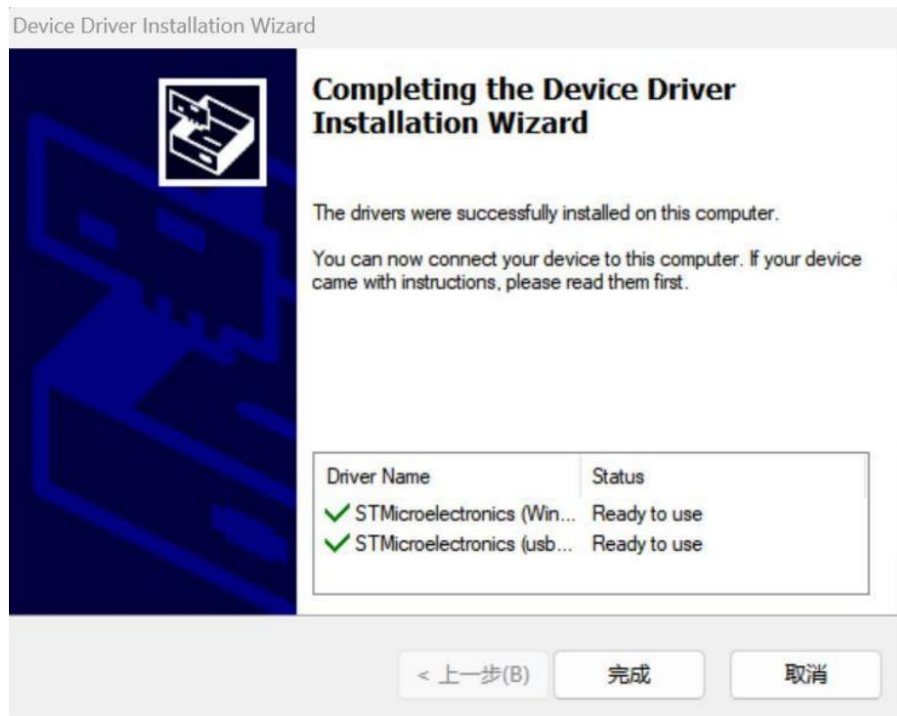 Device Driver Installation Wizard
Completing the Device Driver
Installation Wizard
The drivers were successfully installed on this computer.
You can now connect your device to this computer. If your device
came with instructions, please read them first.
Driver Name Status
STMicroelectronics (Win... Ready to use
STMicroelectronics (usb... Ready to use
< 上一步(B) 完成 取消